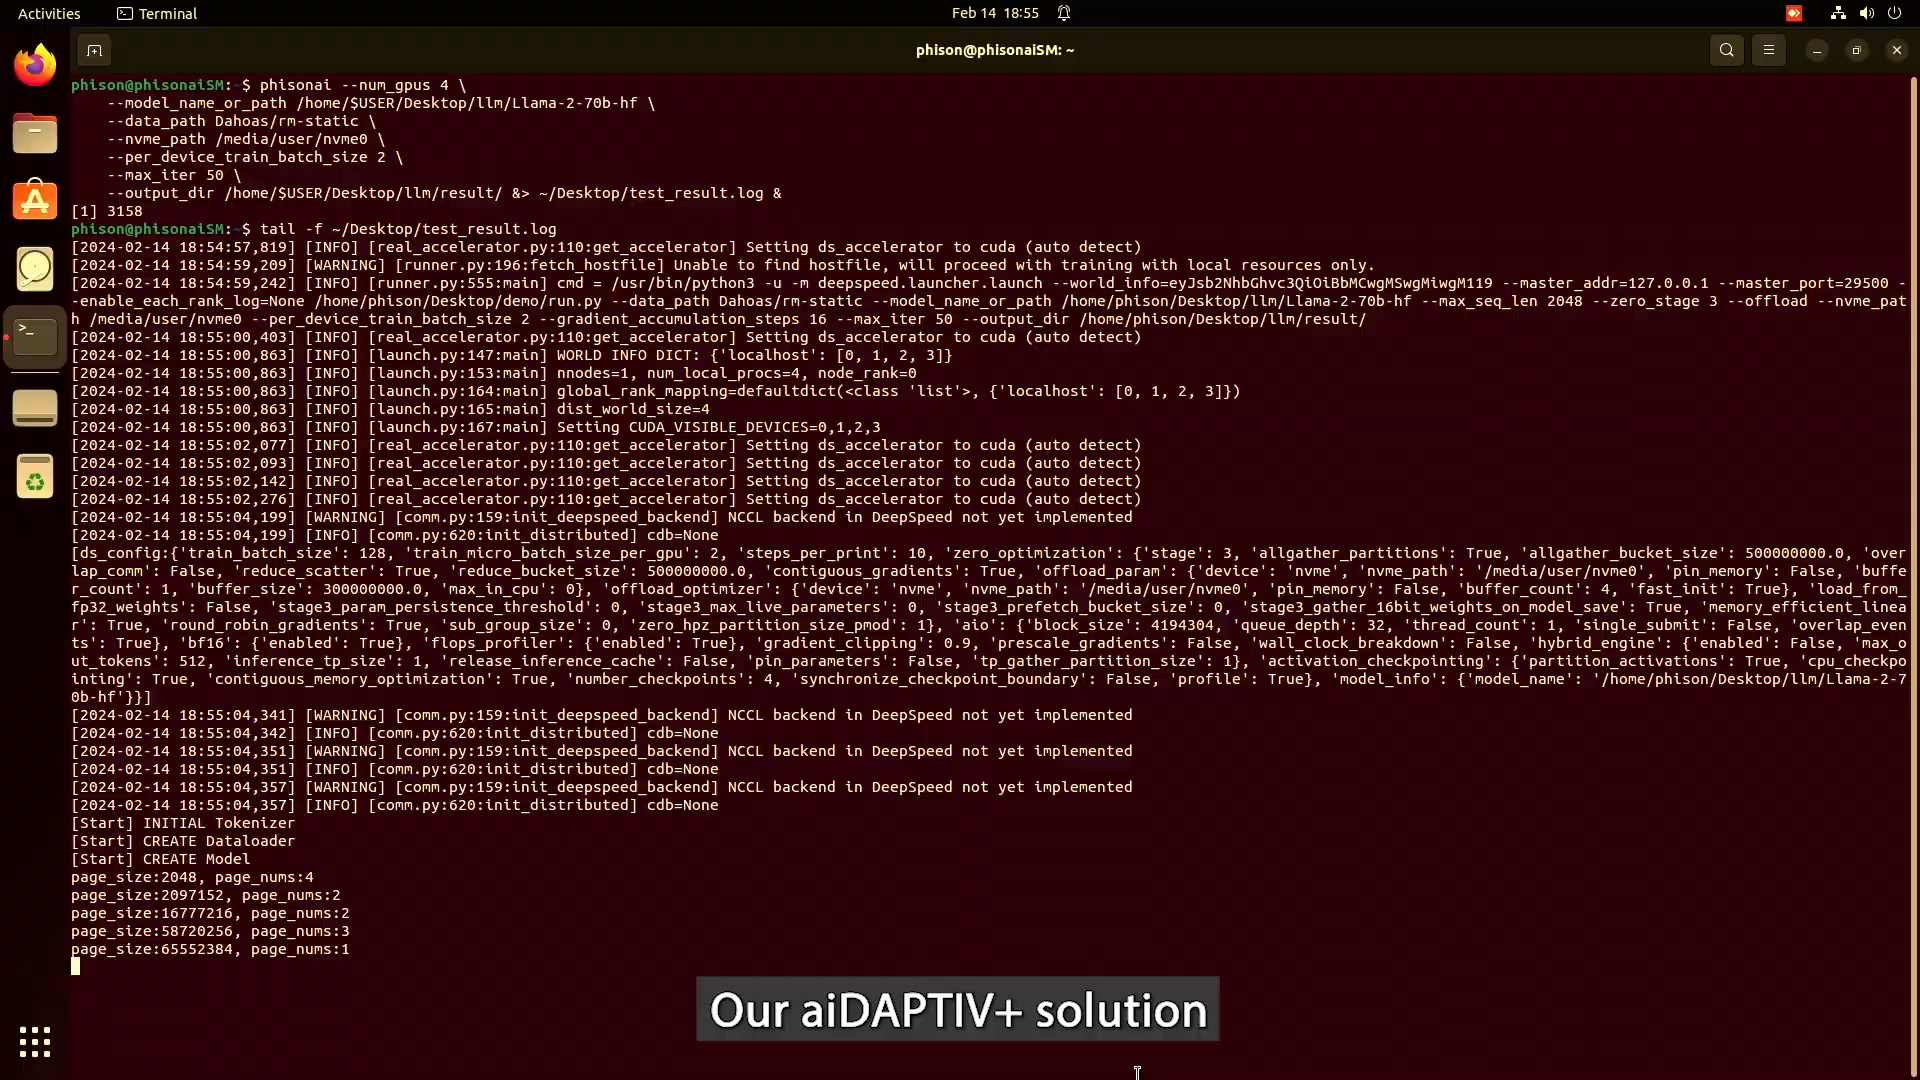 Activities Terminal Feb 14 18:55
phison@phisonaiSM: ~
phison@phisonaiSM:~$ phisonai --num_gpus 4 \
--model_name_or_path /home/$USER/Desktop/llm/Llama-2-70b-hf \
--data_path Dahoas/rm-static \
--nvme_path /media/user/nvme0 \
--per_device_train_batch_size 2 \
--max_iter 50 \
--output_dir /home/$USER/Desktop/llm/result/ &> ~/Desktop/test_result.log &
[1] 3158
phison@phisonaiSM:~$ tail -f ~/Desktop/test_result.log
[2024-02-14 18:54:57,819] [INFO] [real_accelerator.py:110:get_accelerator] Setting ds_accelerator to cuda (auto detect)
[2024-02-14 18:54:59,209] [WARNING] [runner.py:196:fetch_hostfile] Unable to find hostfile, will proceed with training with local resources only.
[2024-02-14 18:54:59,242] [INFO] [runner.py:555:main] cmd = /usr/bin/python3 -u -m deepspeed.launcher.launch --world_info=eyJsb2NhbGhvc3QiOiBbMCwgMSwgMiwgM119 --master_addr=127.0.0.1 --master_port=29500 -
-enable_each_rank_log=None /home/phison/Desktop/demo/run.py --data_path Dahoas/rm-static --model_name_or_path /home/phison/Desktop/llm/Llama-2-70b-hf --max_seq_len 2048 --zero_stage 3 --offload --nvme_pat
h /media/user/nvme0 --per_device_train_batch_size 2 --gradient_accumulation_steps 16 --max_iter 50 --output_dir /home/phison/Desktop/llm/result/
[2024-02-14 18:55:00,403] [INFO] [real_accelerator.py:110:get_accelerator] Setting ds_accelerator to cuda (auto detect)
[2024-02-14 18:55:00,863] [INFO] [launch.py:147:main] WORLD INFO DICT: {'localhost': [0, 1, 2, 3]}
[2024-02-14 18:55:00,863] [INFO] [launch.py:153:main] nnodes=1, num_local_procs=4, node_rank=0
[2024-02-14 18:55:00,863] [INFO] [launch.py:164:main] global_rank_mapping=defaultdict(<class 'list'>, {'localhost': [0, 1, 2, 3]})
[2024-02-14 18:55:00,863] [INFO] [launch.py:165:main] dist_world_size=4
[2024-02-14 18:55:00,863] [INFO] [launch.py:167:main] Setting CUDA_VISIBLE_DEVICES=0,1,2,3
[2024-02-14 18:55:02,077] [INFO] [real_accelerator.py:110:get_accelerator] Setting ds_accelerator to cuda (auto detect)
[2024-02-14 18:55:02,093] [INFO] [real_accelerator.py:110:get_accelerator] Setting ds_accelerator to cuda (auto detect)
[2024-02-14 18:55:02,142] [INFO] [real_accelerator.py:110:get_accelerator] Setting ds_accelerator to cuda (auto detect)
[2024-02-14 18:55:02,276] [INFO] [real_accelerator.py:110:get_accelerator] Setting ds_accelerator to cuda (auto detect)
[2024-02-14 18:55:04,199] [WARNING] [comm.py:159:init_deepspeed_backend] NCCL backend in DeepSpeed not yet implemented
[2024-02-14 18:55:04,199] [INFO] [comm.py:620:init_distributed] cdb=None
[ds_config:{'train_batch_size': 128, 'train_micro_batch_size_per_gpu': 2, 'steps_per_print': 10, 'zero_optimization': {'stage': 3, 'allgather_partitions': True, 'allgather_bucket_size': 500000000.0, 'over
lap_comm': False, 'reduce_scatter': True, 'reduce_bucket_size': 500000000.0, 'contiguous_gradients': True, 'offload_param': {'device': 'nvme', 'nvme_path': '/media/user/nvme0', 'pin_memory': False, 'buffe
r_count': 1, 'buffer_size': 300000000.0, 'max_in_cpu': 0}, 'offload_optimizer': {'device': 'nvme', 'nvme_path': '/media/user/nvme0', 'pin_memory': False, 'buffer_count': 4, 'fast_init': True}, 'load_from_
fp32_weights': False, 'stage3_param_persistence_threshold': 0, 'stage3_max_live_parameters': 0, 'stage3_prefetch_bucket_size': 0, 'stage3_gather_16bit_weights_on_model_save': True, 'memory_efficient_linea
r': True, 'round_robin_gradients': True, 'sub_group_size': 0, 'zero_hpz_partition_size_pmod': 1}, 'aio': {'block_size': 4194304, 'queue_depth': 32, 'thread_count': 1, 'single_submit': False, 'overlap_even
ts': True}, 'bf16': {'enabled': True}, 'flops_profiler': {'enabled': True}, 'gradient_clipping': 0.9, 'prescale_gradients': False, 'wall_clock_breakdown': False, 'hybrid_engine': {'enabled': False, 'max_o
ut_tokens': 512, 'inference_tp_size': 1, 'release_inference_cache': False, 'pin_parameters': False, 'tp_gather_partition_size': 1}, 'activation_checkpointing': {'partition_activations': True, 'cpu_checkpo
inting': True, 'contiguous_memory_optimization': True, 'number_checkpoints': 4, 'synchronize_checkpoint_boundary': False, 'profile': True}, 'model_info': {'model_name': '/home/phison/Desktop/llm/Llama-2-7
0b-hf'}}]
[2024-02-14 18:55:04,341] [WARNING] [comm.py:159:init_deepspeed_backend] NCCL backend in DeepSpeed not yet implemented
[2024-02-14 18:55:04,342] [INFO] [comm.py:620:init_distributed] cdb=None
[2024-02-14 18:55:04,351] [WARNING] [comm.py:159:init_deepspeed_backend] NCCL backend in DeepSpeed not yet implemented
[2024-02-14 18:55:04,351] [INFO] [comm.py:620:init_distributed] cdb=None
[2024-02-14 18:55:04,357] [WARNING] [comm.py:159:init_deepspeed_backend] NCCL backend in DeepSpeed not yet implemented
[2024-02-14 18:55:04,357] [INFO] [comm.py:620:init_distributed] cdb=None
[Start] INITIAL Tokenizer
[Start] CREATE Dataloader
[Start] CREATE Model
page_size:2048, page_nums:4
page_size:2097152, page_nums:2
page_size:16777216, page_nums:2
page_size:58720256, page_nums:3
page_size:65552384, page_nums:1
Our aiDAPTIV+ solution